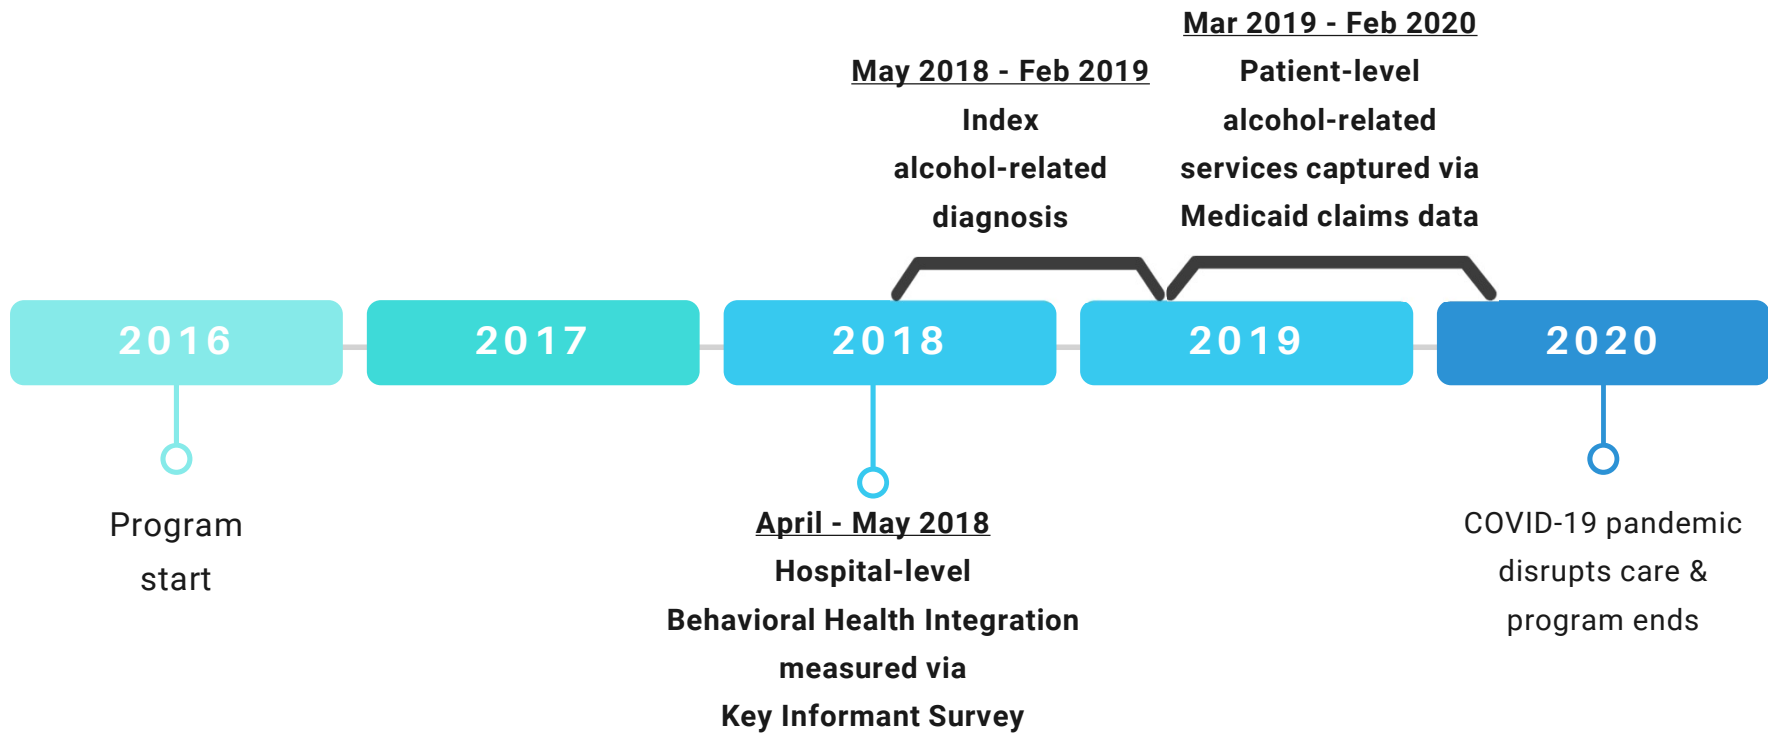 May 2018 - Feb 2019
Index
alcohol-related
diagnosis
Mar 2019 - Feb 2020
Patient-level
alcohol-related
services captured via
Medicaid claims data
2016
2017
2018
2019
2020
Program
start
April - May 2018
Hospital-level
Behavioral Health Integration
measured via
Key Informant Survey
COVID-19 pandemic
disrupts care &
program ends